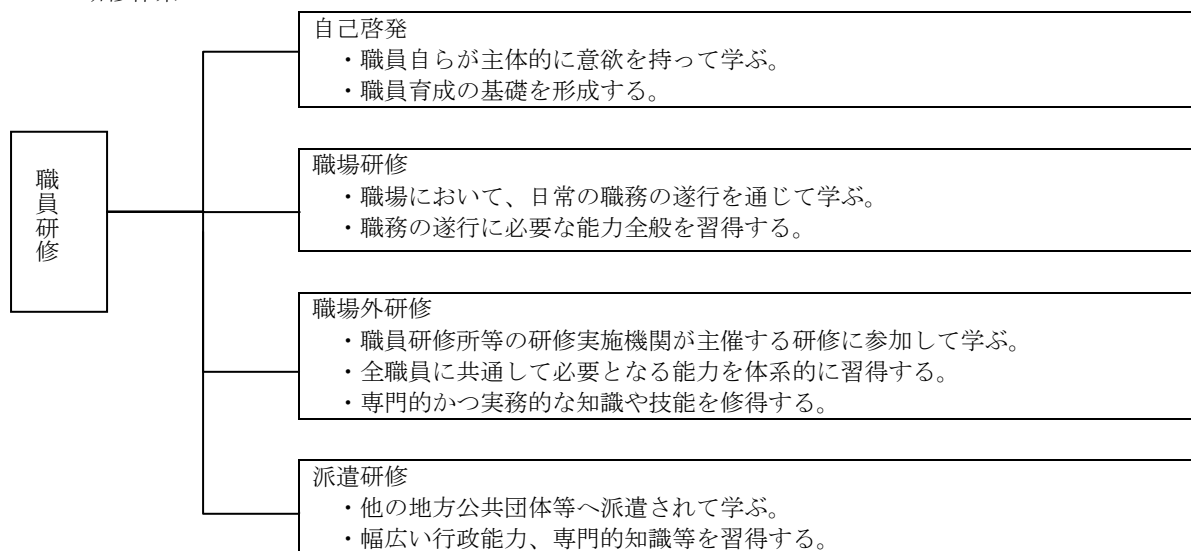 職員研修
自己啓発
・職員自らが主体的に意欲を持って学ぶ。
・職員育成の基礎を形成する。
職場研修
・職場において、日常の職務の遂行を通じて学ぶ。
・職務の遂行に必要な能力全般を習得する。
職場外研修
・職員研修所等の研修実施機関が主催する研修に参加して学ぶ。
・全職員に共通して必要となる能力を体系的に習得する。
・専門的かつ実務的な知識や技能を修得する。
派遣研修
・他の地方公共団体等へ派遣されて学ぶ。
・幅広い行政能力、専門的知識等を習得する。